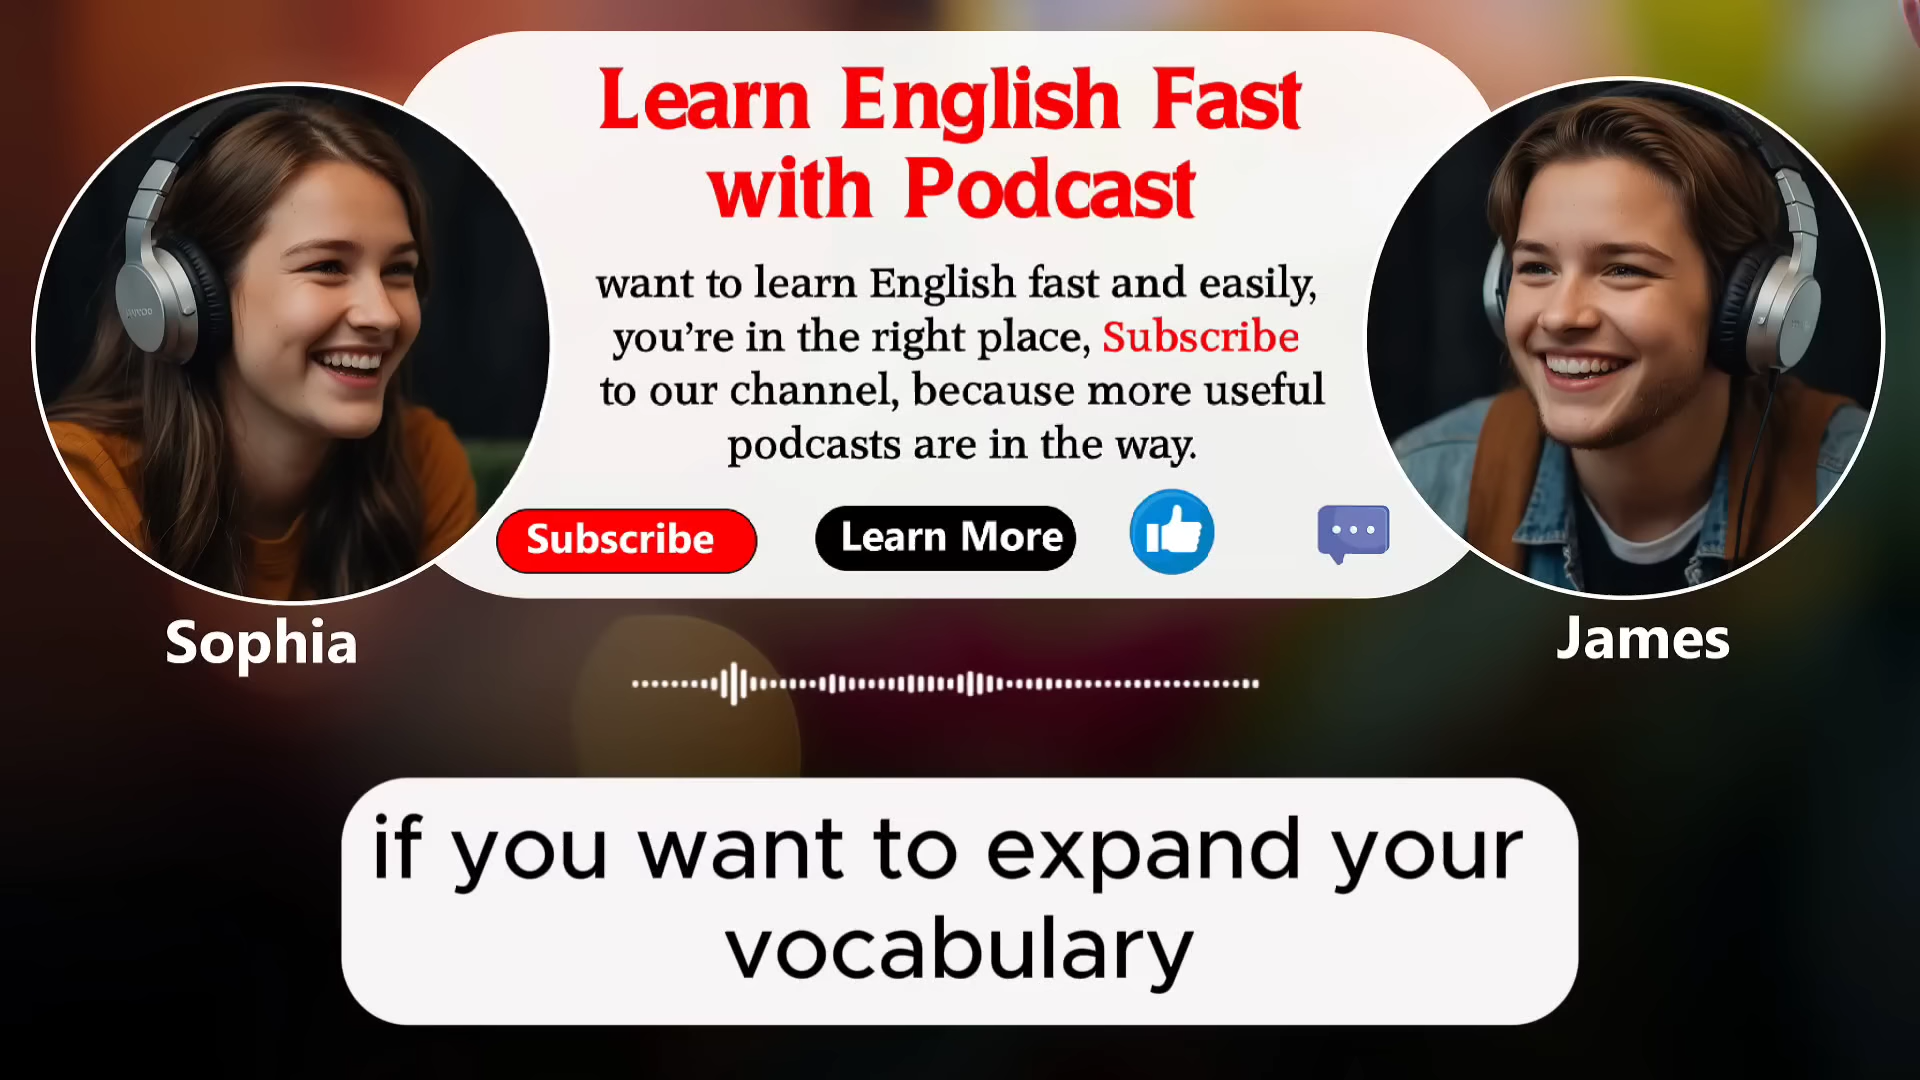 Learn English Fast
with Podcast
want to learn English fast and easily,
you're in the right place, Subscribe
to our channel, because more useful
podcasts are in the way.
Subscribe
Learn More
Sophia
James
if you want to expand your
vocabulary